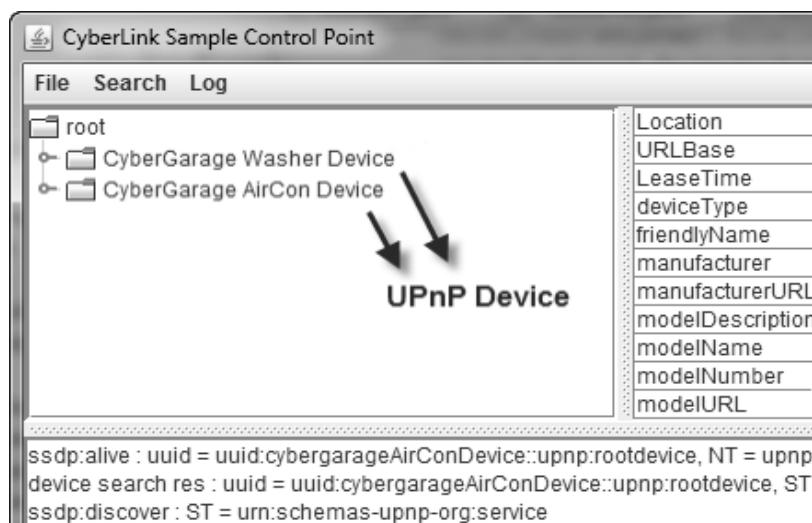 CyberLink Sample Control Point
File Search Log
root
CyberGarage Washer Device
CyberGarage AirCon Device
UPnP Device
Location
URLBase
LeaseTime
deviceType
friendlyName
manufacturer
manufacturerURL
modelDescription
modelName
modelNumber
modelURL
ssdp:alive : uuid = uuid:cybergarageAirConDevice::upnp:rootdevice, NT = upnp
device search res : uuid = uuid:cybergarageAirConDevice::upnp:rootdevice, ST
ssdp:discover : ST = urn:schemas-upnp-org:service